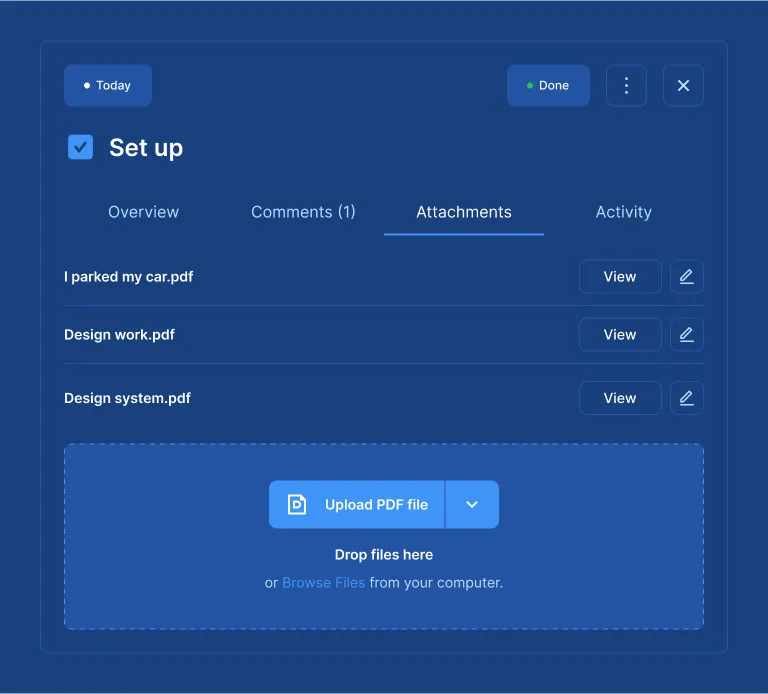 Today
Done
Set up
Overview Comments (1) Attachments Activity
I parked my car.pdf View
Design work.pdf View
Design system.pdf View
Upload PDF file
Drop files here
or Browse Files from your computer.